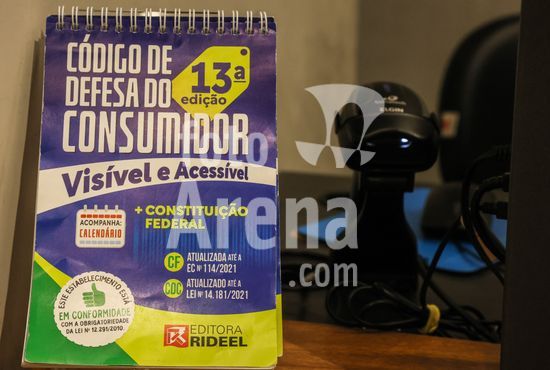 CÓDIGO DE
DEFESA DO
CONSUMIDOR
13ª
edição
Visível e Acessível
ACOMPANHA:
CALENDÁRIO
+ CONSTITUIÇÃO
FEDERAL
CF
ATUALIZADA ATÉ A
EC Nº 114/2021
CDC
ATUALIZADO ATÉ A
LEI Nº 14.181/2021
ESTE ESTABELECIMENTO ESTÁ
EM CONFORMIDADE
COM A OBRIGATORIEDADE
DA LEI Nº 12.291/2010.
EDITORA
RIDEEL
ELGIN
Foto
Arena
.com